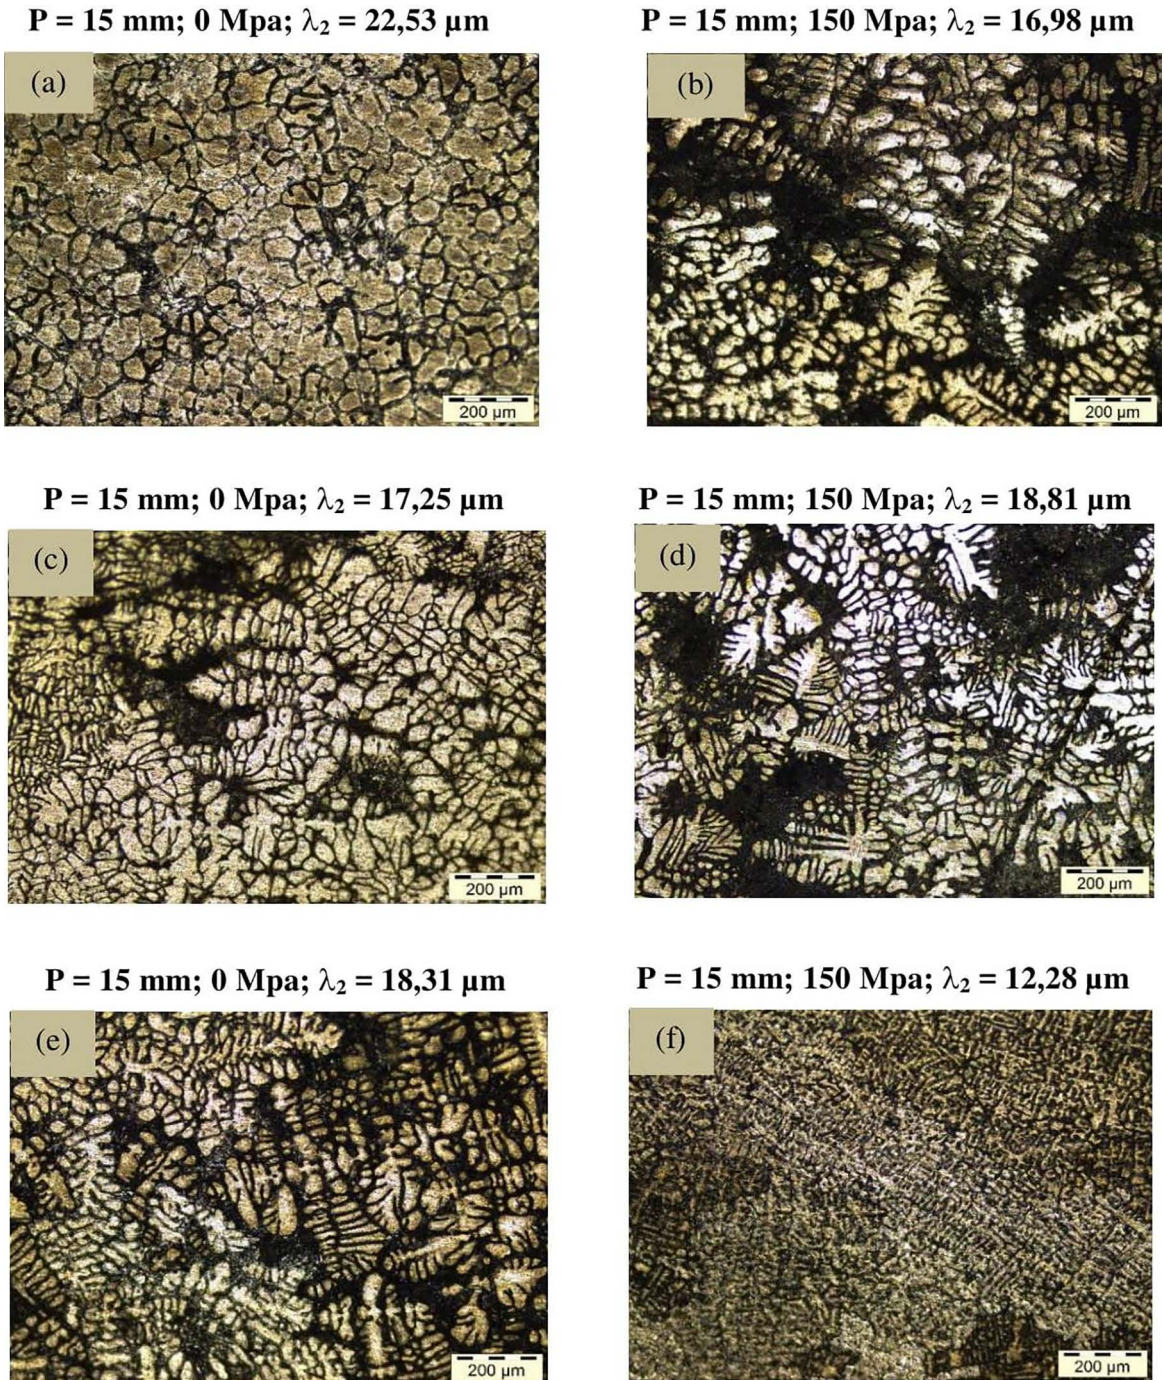 P = 15 mm; 0 Mpa; λ₂ = 22,53 µm
P = 15 mm; 150 Mpa; λ₂ = 16,98 µm
(a)
(b)
200 µm
200 µm
P = 15 mm; 0 Mpa; λ₂ = 17,25 µm
P = 15 mm; 150 Mpa; λ₂ = 18,81 µm
(c)
(d)
200 µm
200 µm
P = 15 mm; 0 Mpa; λ₂ = 18,31 µm
P = 15 mm; 150 Mpa; λ₂ = 12,28 µm
(e)
(f)
200 µm
200 µm